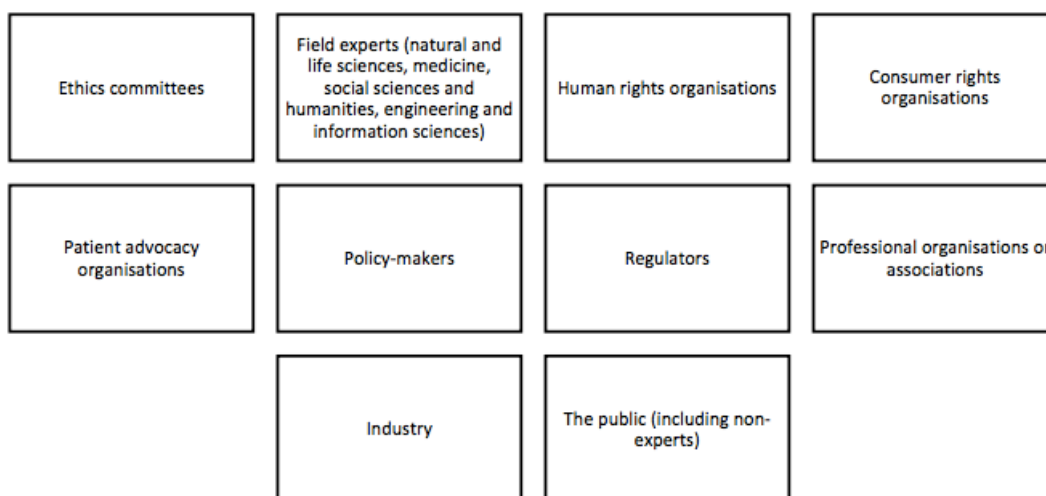 Ethics committees
Field experts (natural and
life sciences, medicine,
social sciences and
humanities, engineering and
information sciences)
Human rights organisations
Consumer rights
organisations
Patient advocacy
organisations
Policy-makers
Regulators
Professional organisations or
associations
Industry
The public (including non-
experts)